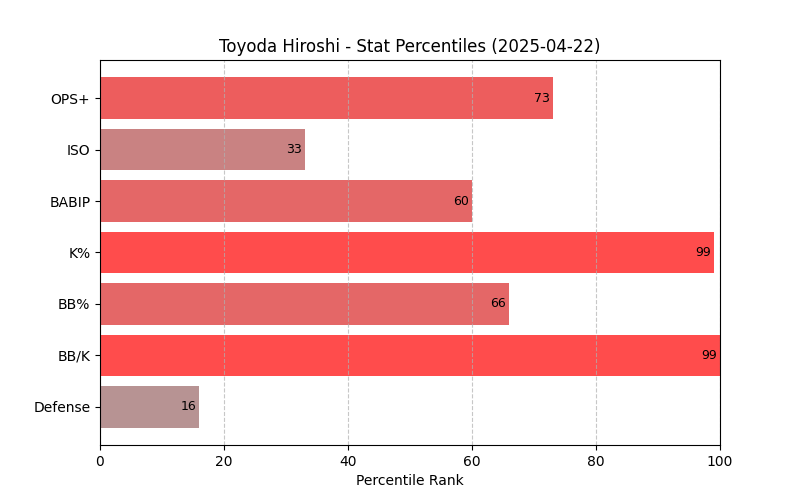 Toyoda Hiroshi - Stat Percentiles (2025-04-22)
OPS+ 73
ISO 33
BABIP 60
K% 99
BB% 66
BB/K 99
Defense 16
0 20 40 60 80 100
Percentile Rank